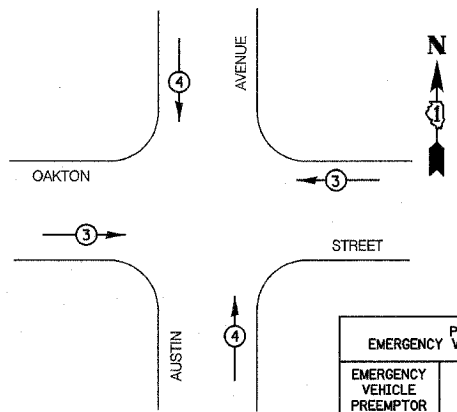 ④
AVENUE
N
1
OAKTON
③
③
STREET
④
AUSTIN
P
EMERGENCY V
EMERGENCY
VEHICLE
PREEMPTOR